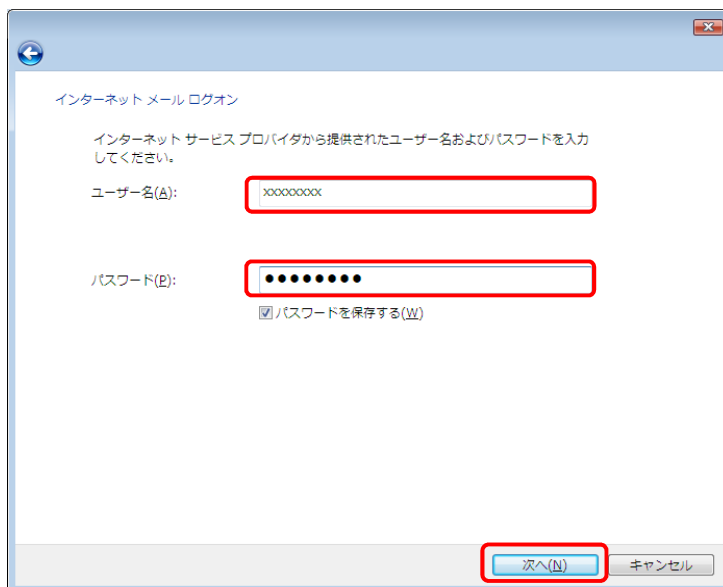 インターネット メール ログオン
インターネット サービス プロバイダから提供されたユーザー名およびパスワードを入力
してください。
ユーザー名(A):
xxxxxxxx
パスワード(P):
●●●●●●●●
パスワードを保存する(W)
次へ(N)
キャンセル